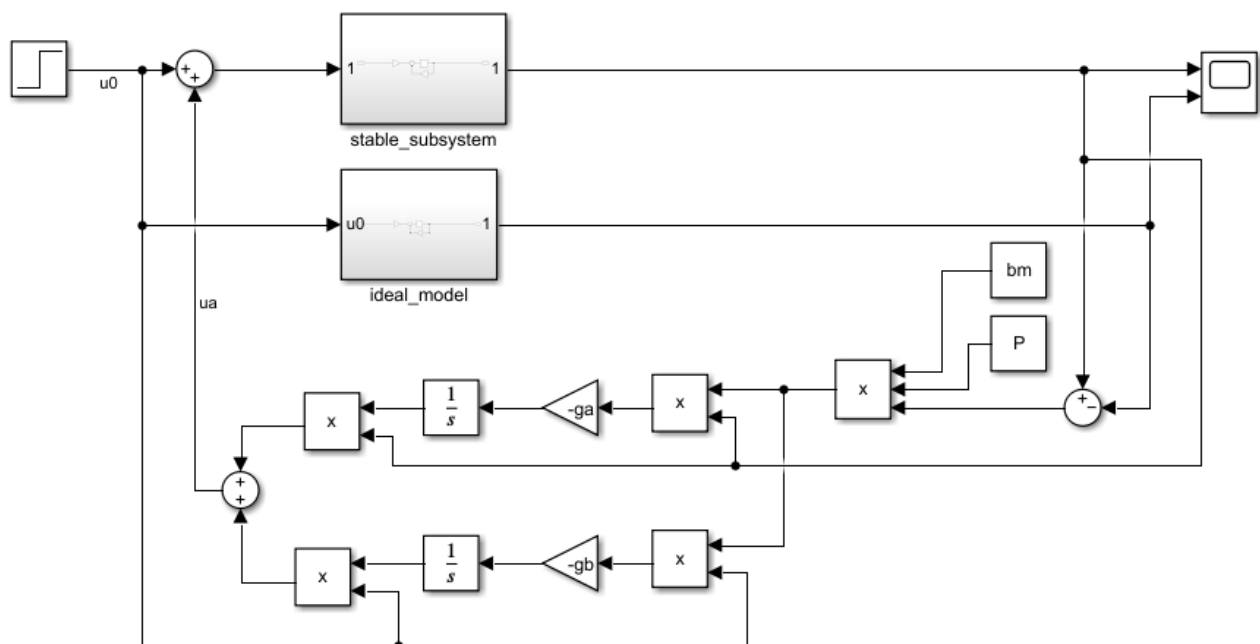 1 1
u0
+
+
stable_subsystem
u0 1
bm
ideal_model
ua
P
x
1
s
-ga
x
x
+
−
+
+
x
1
s
-gb
x